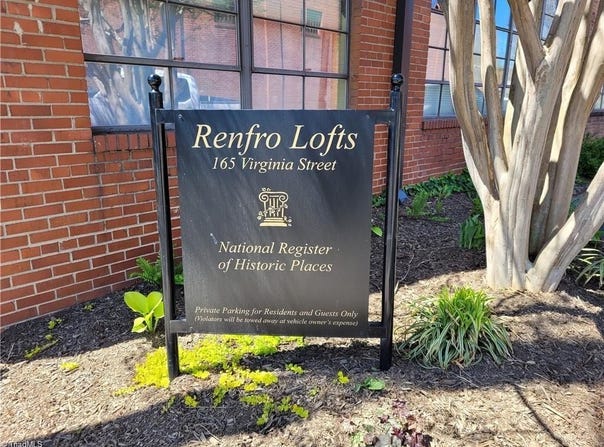 Renfro Lofts
165 Virginia Street
National Register
of Historic Places
Private Parking for Residents and Guests Only
(Violators will be towed away at vehicle owner's expense)
TriadMLS